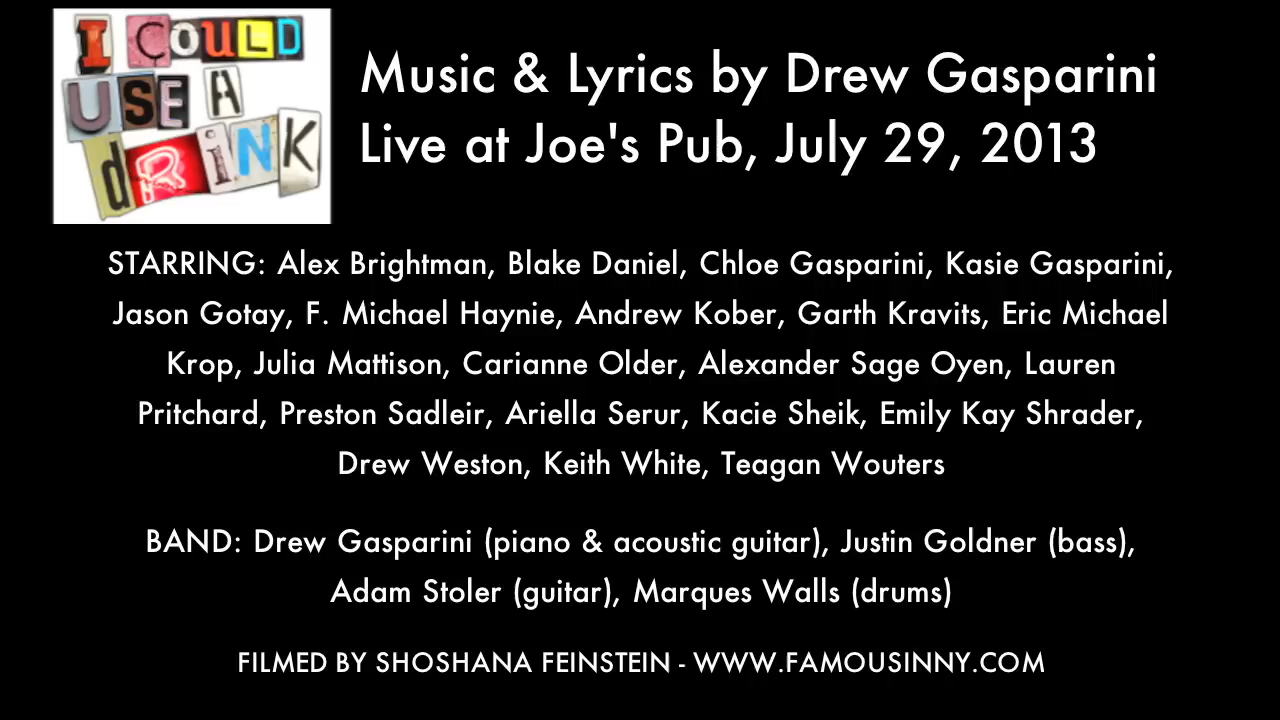 I COULD
USE A
dRiNK
Music & Lyrics by Drew Gasparini
Live at Joe's Pub, July 29, 2013
STARRING: Alex Brightman, Blake Daniel, Chloe Gasparini, Kasie Gasparini,
Jason Gotay, F. Michael Haynie, Andrew Kober, Garth Kravits, Eric Michael
Krop, Julia Mattison, Carianne Older, Alexander Sage Oyen, Lauren
Pritchard, Preston Sadleir, Ariella Serur, Kacie Sheik, Emily Kay Shrader,
Drew Weston, Keith White, Teagan Wouters
BAND: Drew Gasparini (piano & acoustic guitar), Justin Goldner (bass),
Adam Stoler (guitar), Marques Walls (drums)
FILMED BY SHOSHANA FEINSTEIN - WWW.FAMOUSINNY.COM